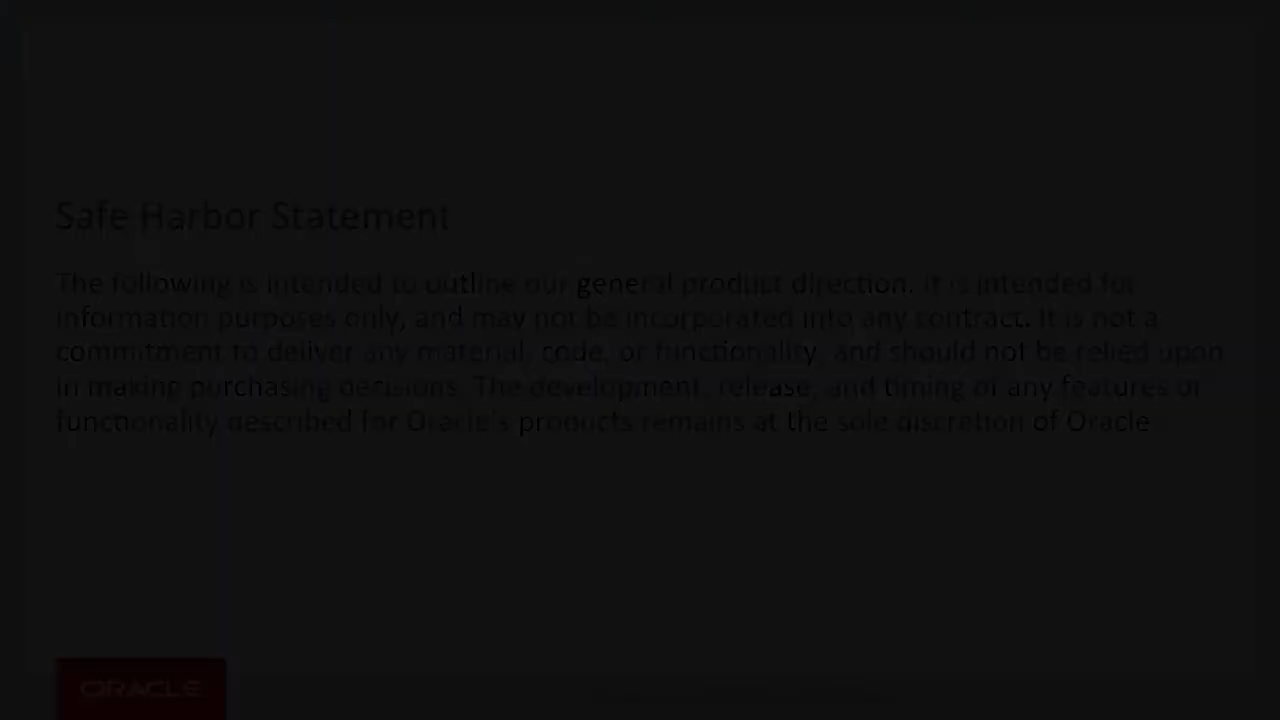 Safe Harbor Statement
The following is intended to outline our general product direction. It is intended for
information purposes only, and may not be incorporated into any contract. It is not a
commitment to deliver any material, code, or functionality, and should not be relied upon
in making purchasing decisions. The development, release, and timing of any features or
functionality described for Oracle's products remains at the sole discretion of Oracle.
ORACLE